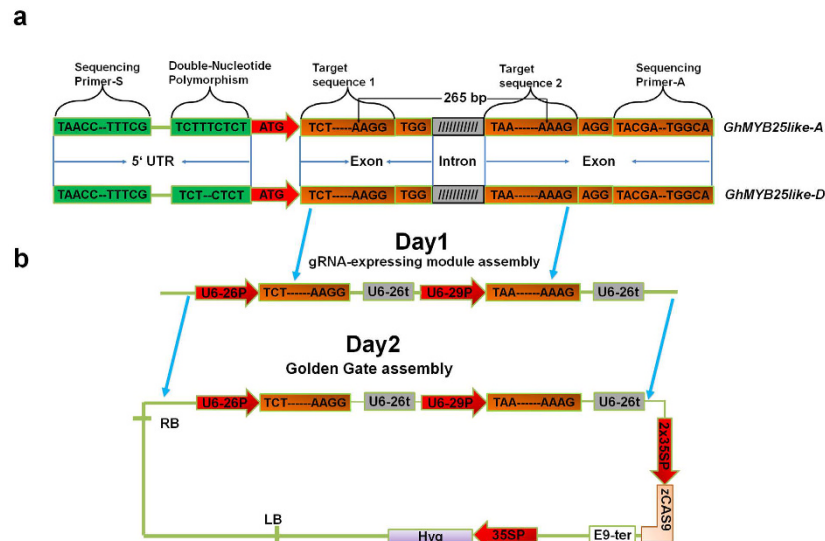 a
Sequencing
Primer-S
Double-Nucleotide
Polymorphism
Target
sequence 1
265 bp
Target
sequence 2
Sequencing
Primer-A
TAACC--TTTCG TCTTTCTCT ATG TCT-----AAGG TGG //////////// TAA------AAAG AGG TACGA--TGGCA GhMYB25like-A
5' UTR Exon Intron Exon
TAACC--TTTCG TCT--CTCT ATG TCT-----AAGG TGG //////////// TAA------AAAG AGG TACGA--TGGCA GhMYB25like-D
b
Day1
gRNA-expressing module assembly
U6-26P TCT------AAGG U6-26t U6-29P TAA------AAAG U6-26t
Day2
Golden Gate assembly
U6-26P TCT------AAGG U6-26t U6-29P TAA------AAAG U6-26t
RB
2x35SP
zCAS9
LB
Hyg 35SP E9-ter